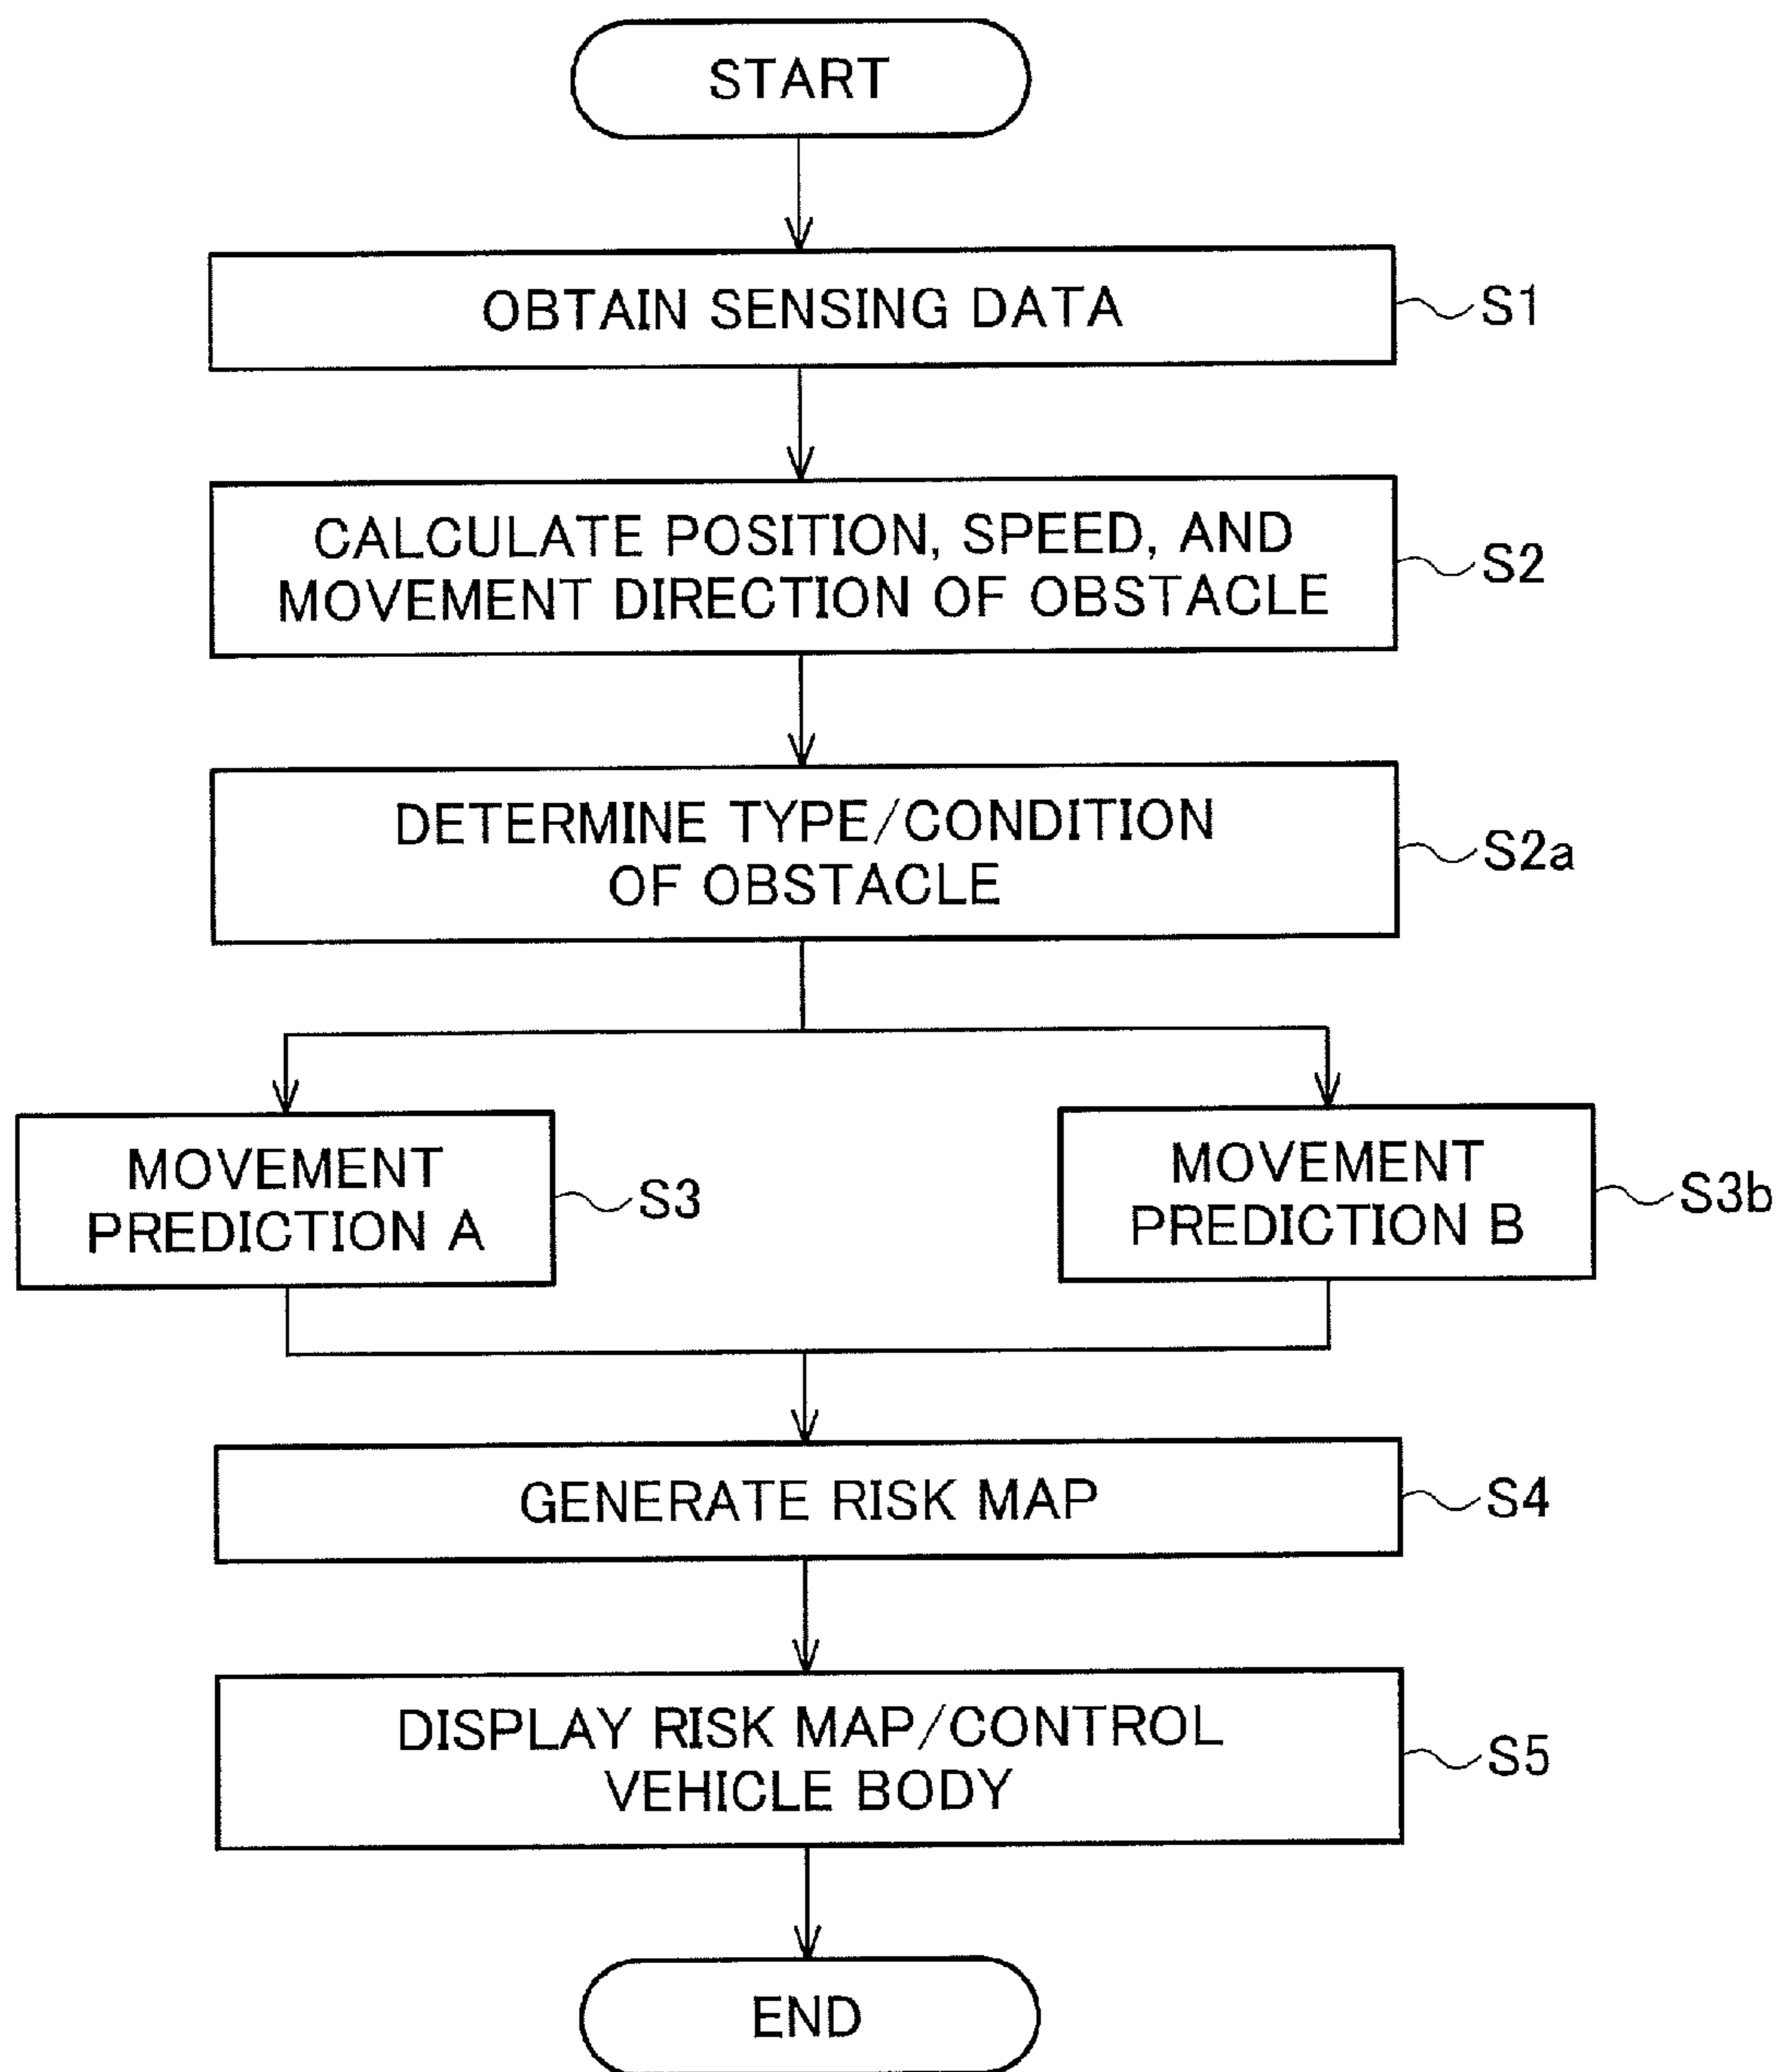 START
OBTAIN SENSING DATA
S1
CALCULATE POSITION, SPEED, AND
MOVEMENT DIRECTION OF OBSTACLE
S2
DETERMINE TYPE/CONDITION
OF OBSTACLE
S2a
MOVEMENT
PREDICTION A
S3
MOVEMENT
PREDICTION B
S3b
GENERATE RISK MAP
S4
DISPLAY RISK MAP/CONTROL
VEHICLE BODY
S5
END